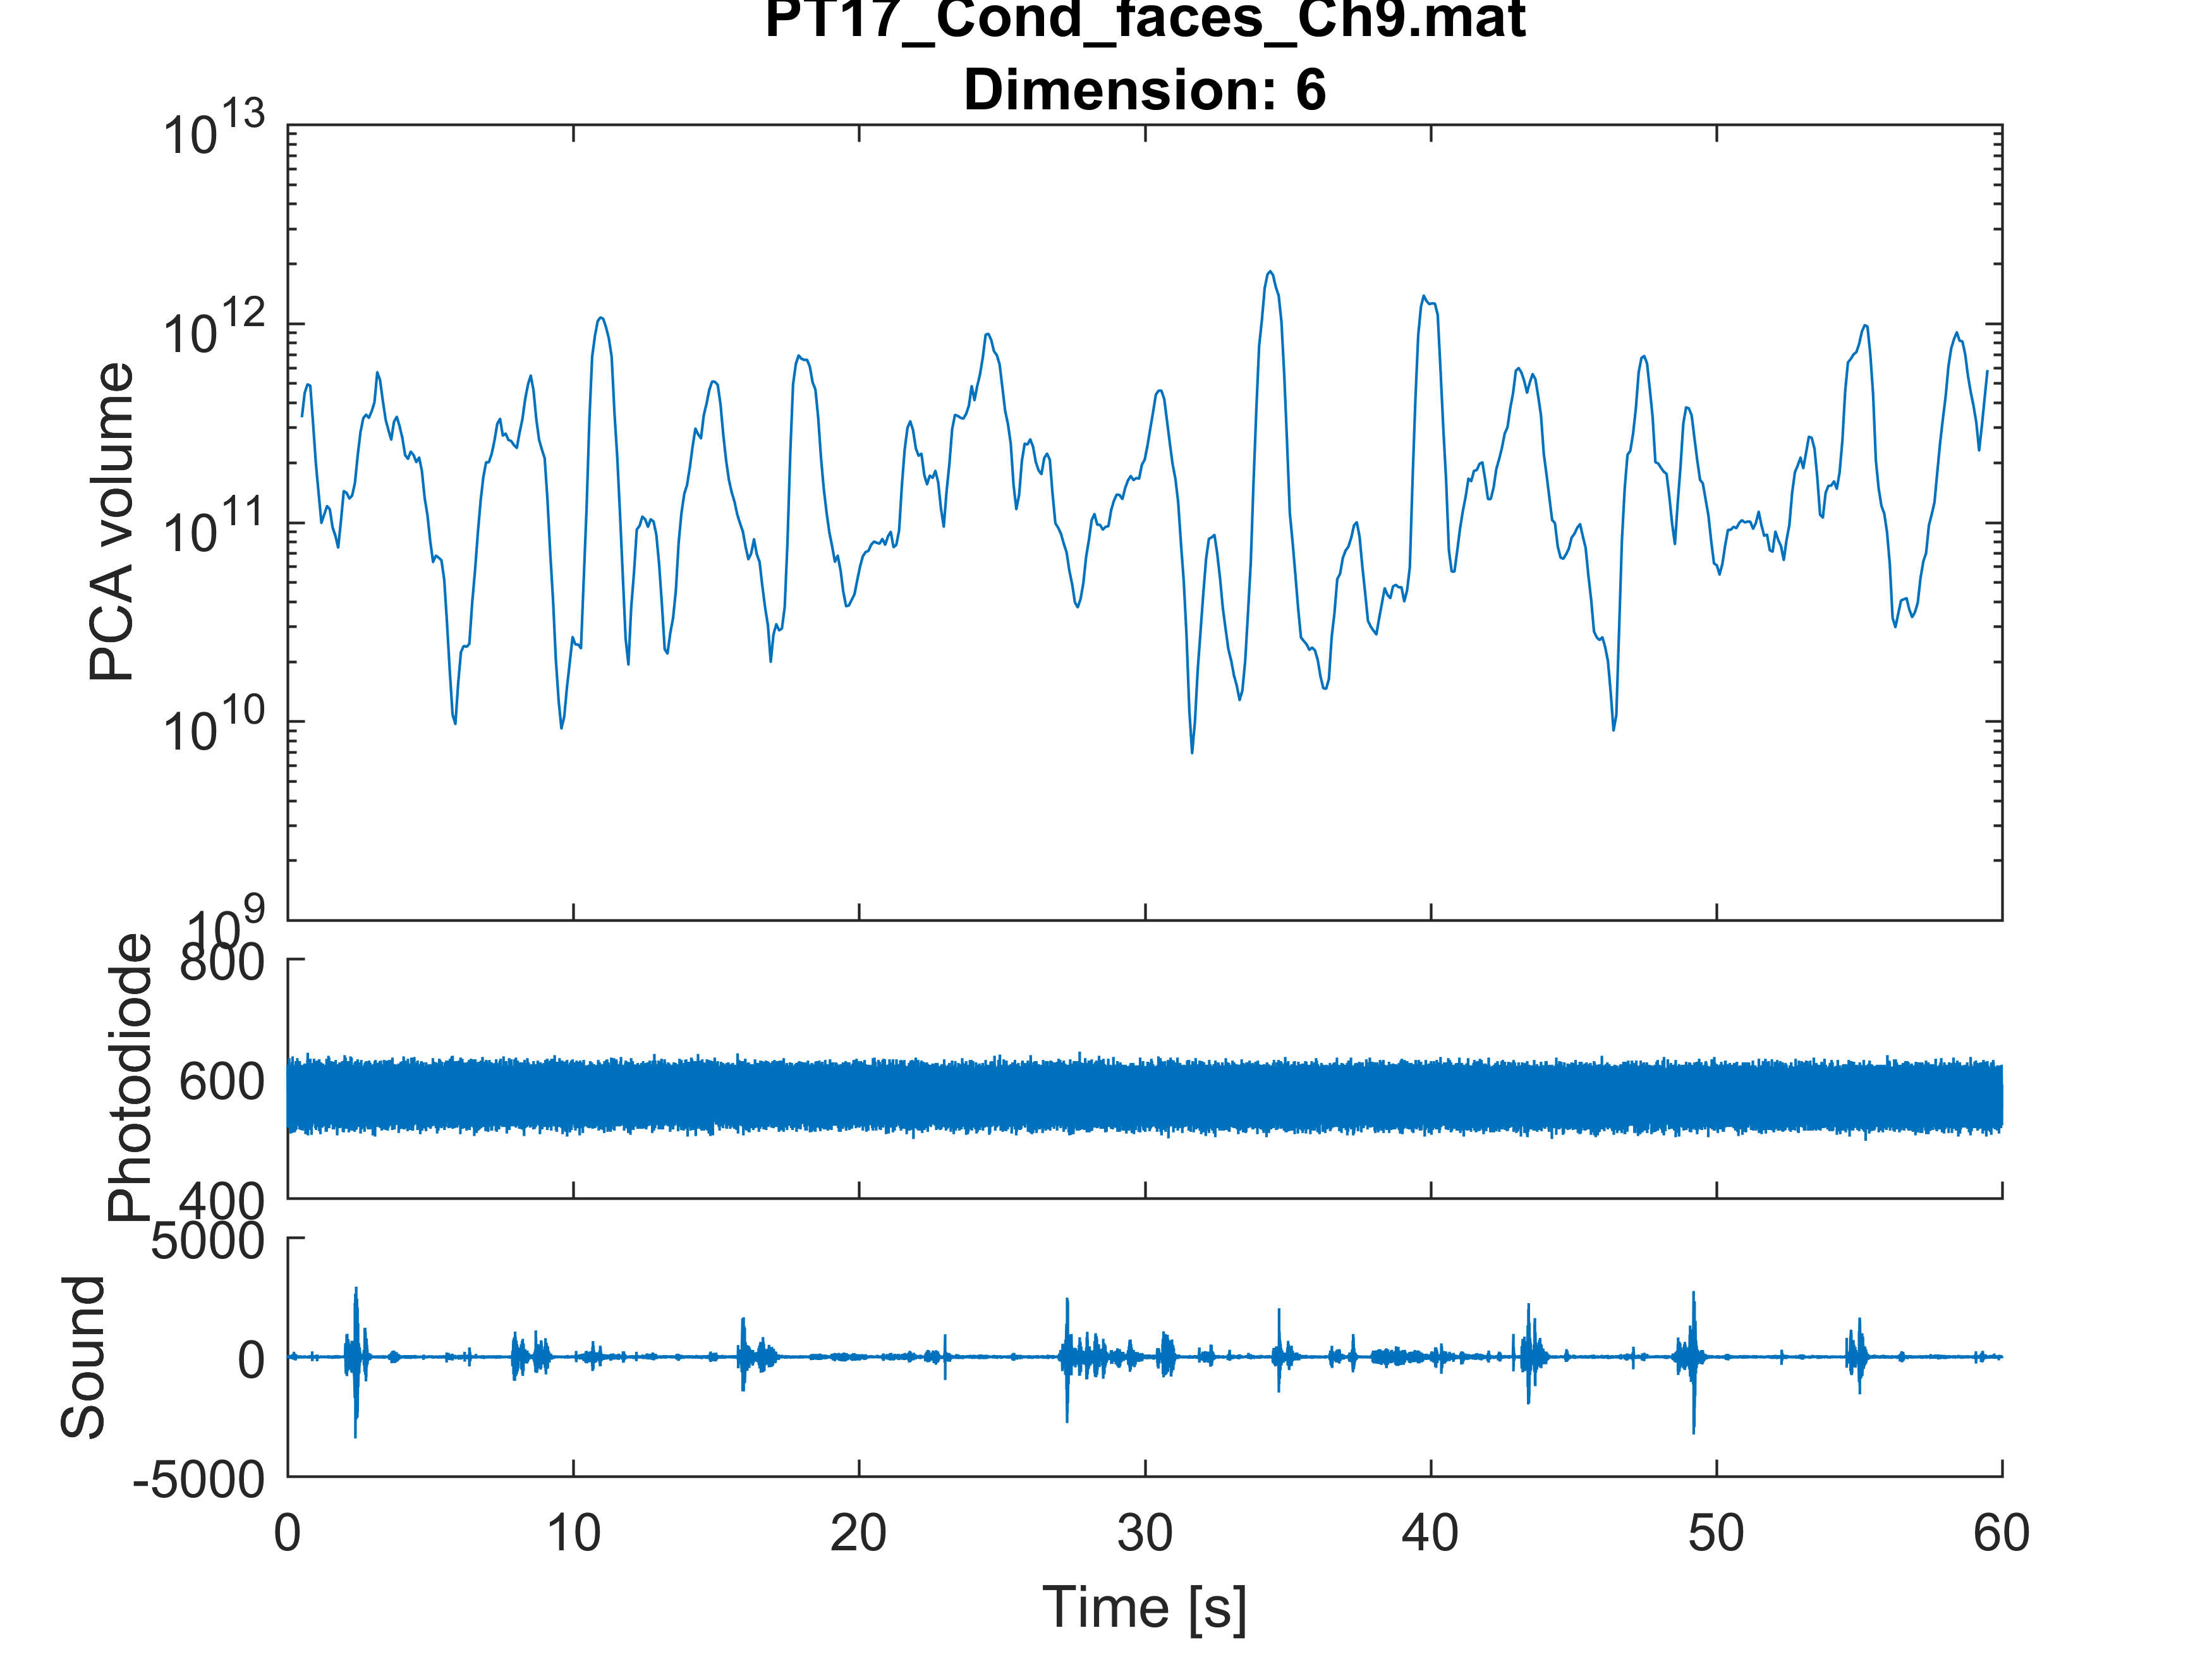 PT17_Cond_faces_Ch9.mat
Dimension: 6
10^13
10^12
10^11
10^10
10^9
PCA volume
800
600
400
Photodiode
5000
0
-5000
Sound
0 10 20 30 40 50 60
Time [s]